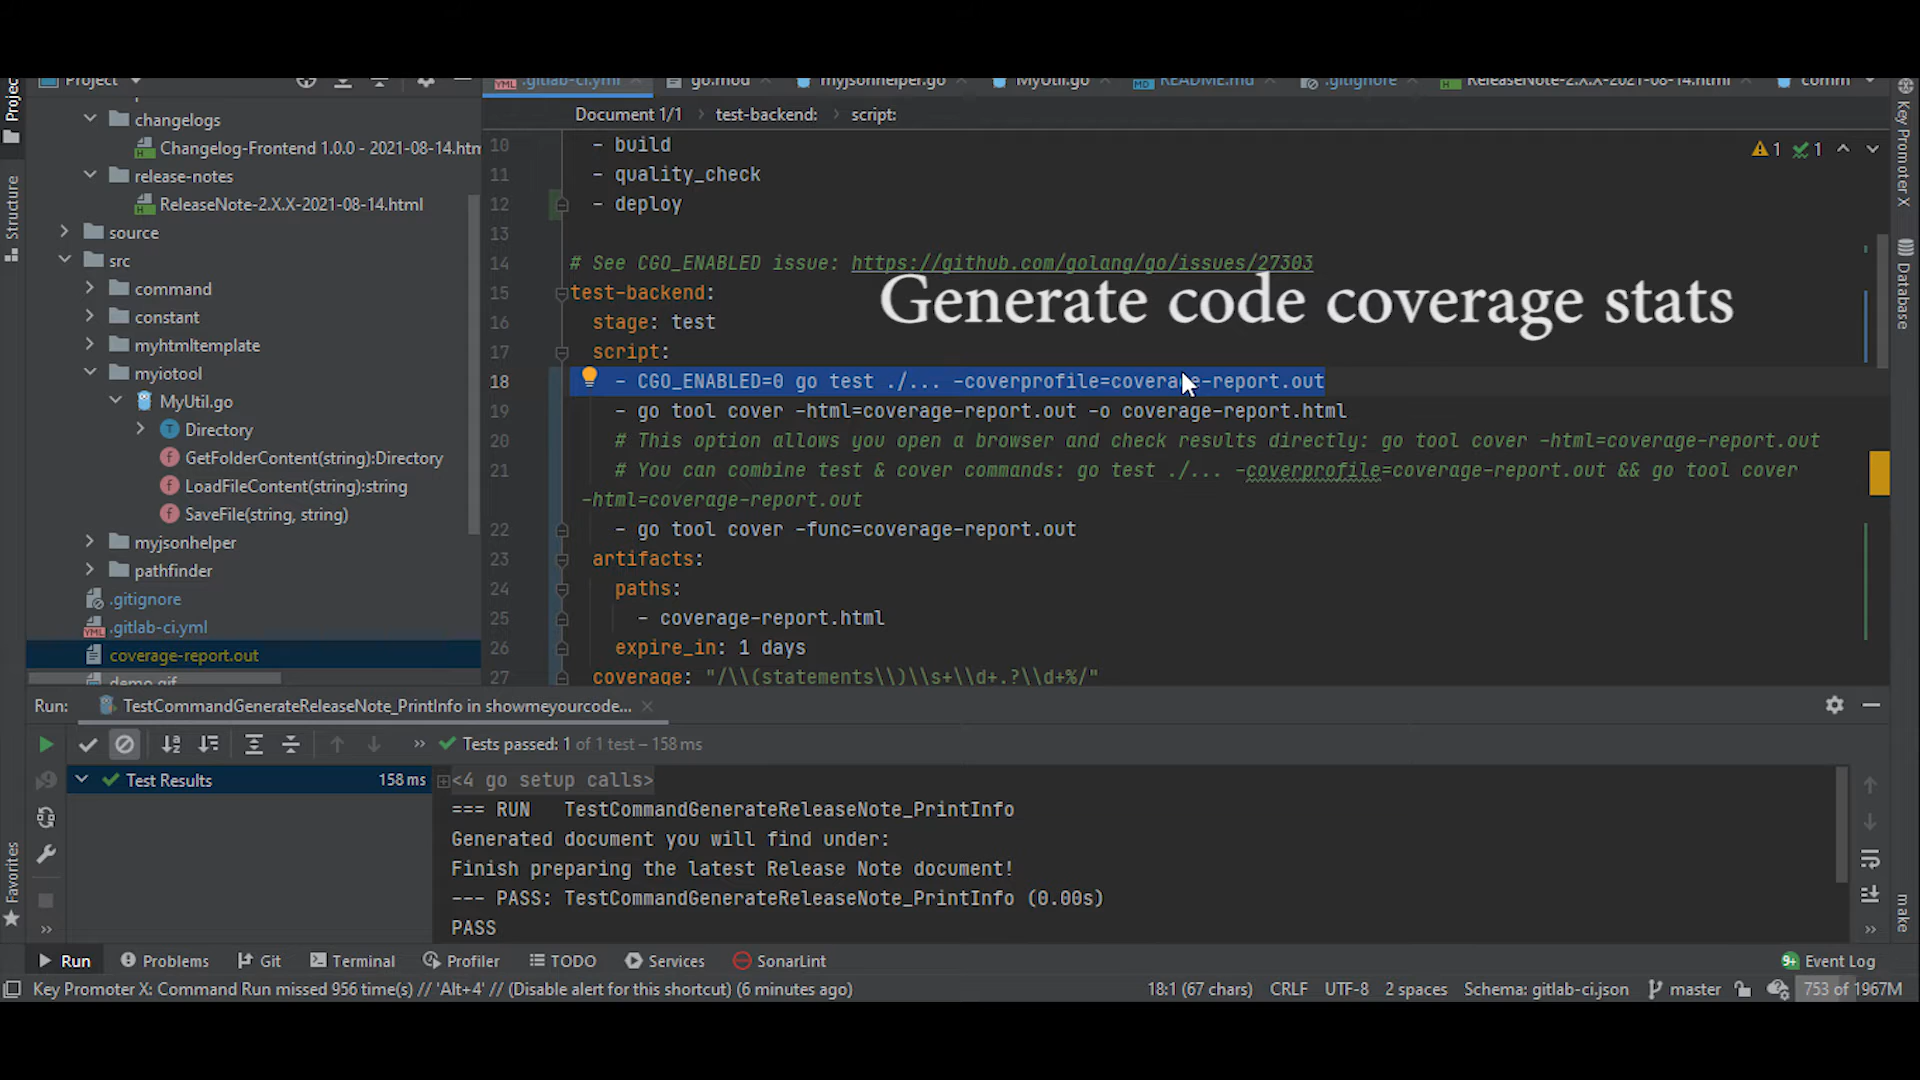 Project
.gitlab-ci.yml
go.mod
myjsonhelper.go
MyUtil.go
README.md
.gitignore
ReleaseNote-2.X.X-2021-08-14.html
comm
Project
Structure
Favorites
Key Promoter X
Database
make
changelogs
Changelog-Frontend 1.0.0 - 2021-08-14.htm
release-notes
ReleaseNote-2.X.X-2021-08-14.html
source
src
command
constant
myhtmltemplate
myiotool
MyUtil.go
Directory
GetFolderContent(string):Directory
LoadFileContent(string):string
SaveFile(string, string)
myjsonhelper
pathfinder
.gitignore
.gitlab-ci.yml
coverage-report.out
demo.gif
Document 1/1 test-backend: script:
1 1
10 - build
11 - quality_check
12 - deploy
13
14 # See CGO_ENABLED issue: https://github.com/golang/go/issues/27303
Generate code coverage stats
15 test-backend:
16 stage: test
17 script:
18 - CGO_ENABLED=0 go test ./... -coverprofile=coverage-report.out
19 - go tool cover -html=coverage-report.out -o coverage-report.html
20 # This option allows you open a browser and check results directly: go tool cover -html=coverage-report.out
21 # You can combine test & cover commands: go test ./... -coverprofile=coverage-report.out && go tool cover
-html=coverage-report.out
22 - go tool cover -func=coverage-report.out
23 artifacts:
24 paths:
25 - coverage-report.html
26 expire_in: 1 days
27 coverage: "/\\(statements\\)\\s+\\d+.?\\d+%/"
Run: TestCommandGenerateReleaseNote_PrintInfo in showmeyourcode...
Tests passed: 1 of 1 test – 158 ms
Test Results 158 ms
<4 go setup calls>
=== RUN   TestCommandGenerateReleaseNote_PrintInfo
Generated document you will find under:
Finish preparing the latest Release Note document!
--- PASS: TestCommandGenerateReleaseNote_PrintInfo (0.00s)
PASS
Run Problems Git Terminal Profiler TODO Services SonarLint 9+ Event Log
Key Promoter X: Command Run missed 956 time(s) // 'Alt+4' // (Disable alert for this shortcut) (6 minutes ago) 18:1 (67 chars) CRLF UTF-8 2 spaces Schema: gitlab-ci.json master 753 of 1967M